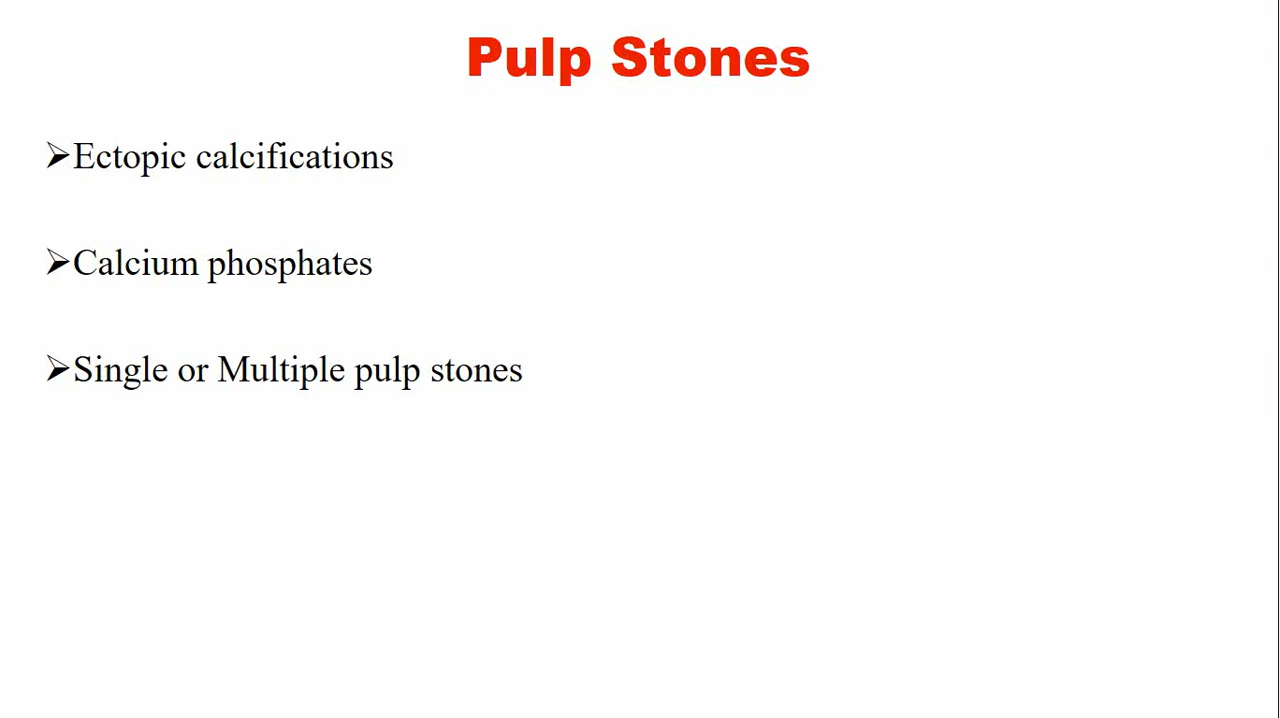 Pulp Stones
➢Ectopic calcifications
➢Calcium phosphates
➢Single or Multiple pulp stones